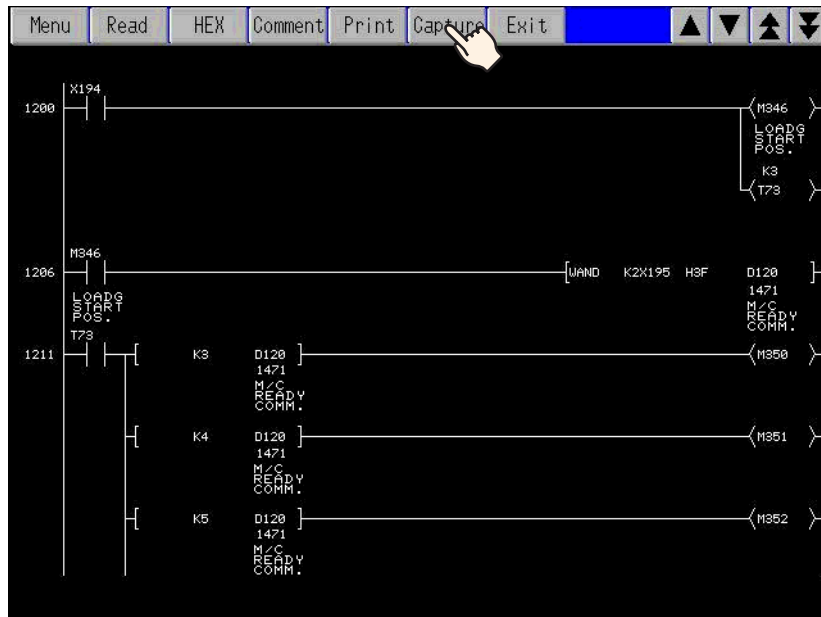 Menu Read HEX Comment Print Capture Exit
X194
1200 M346
LOADG
START
POS.
K3
T73
M346
1206 WAND K2X195 H3F D120
LOADG
START
POS.
1471
M/C
READY
COMM.
T73
1211 K3 D120 M350
1471
M/C
READY
COMM.
K4 D120 M351
1471
M/C
READY
COMM.
K5 D120 M352
1471
M/C
READY
COMM.